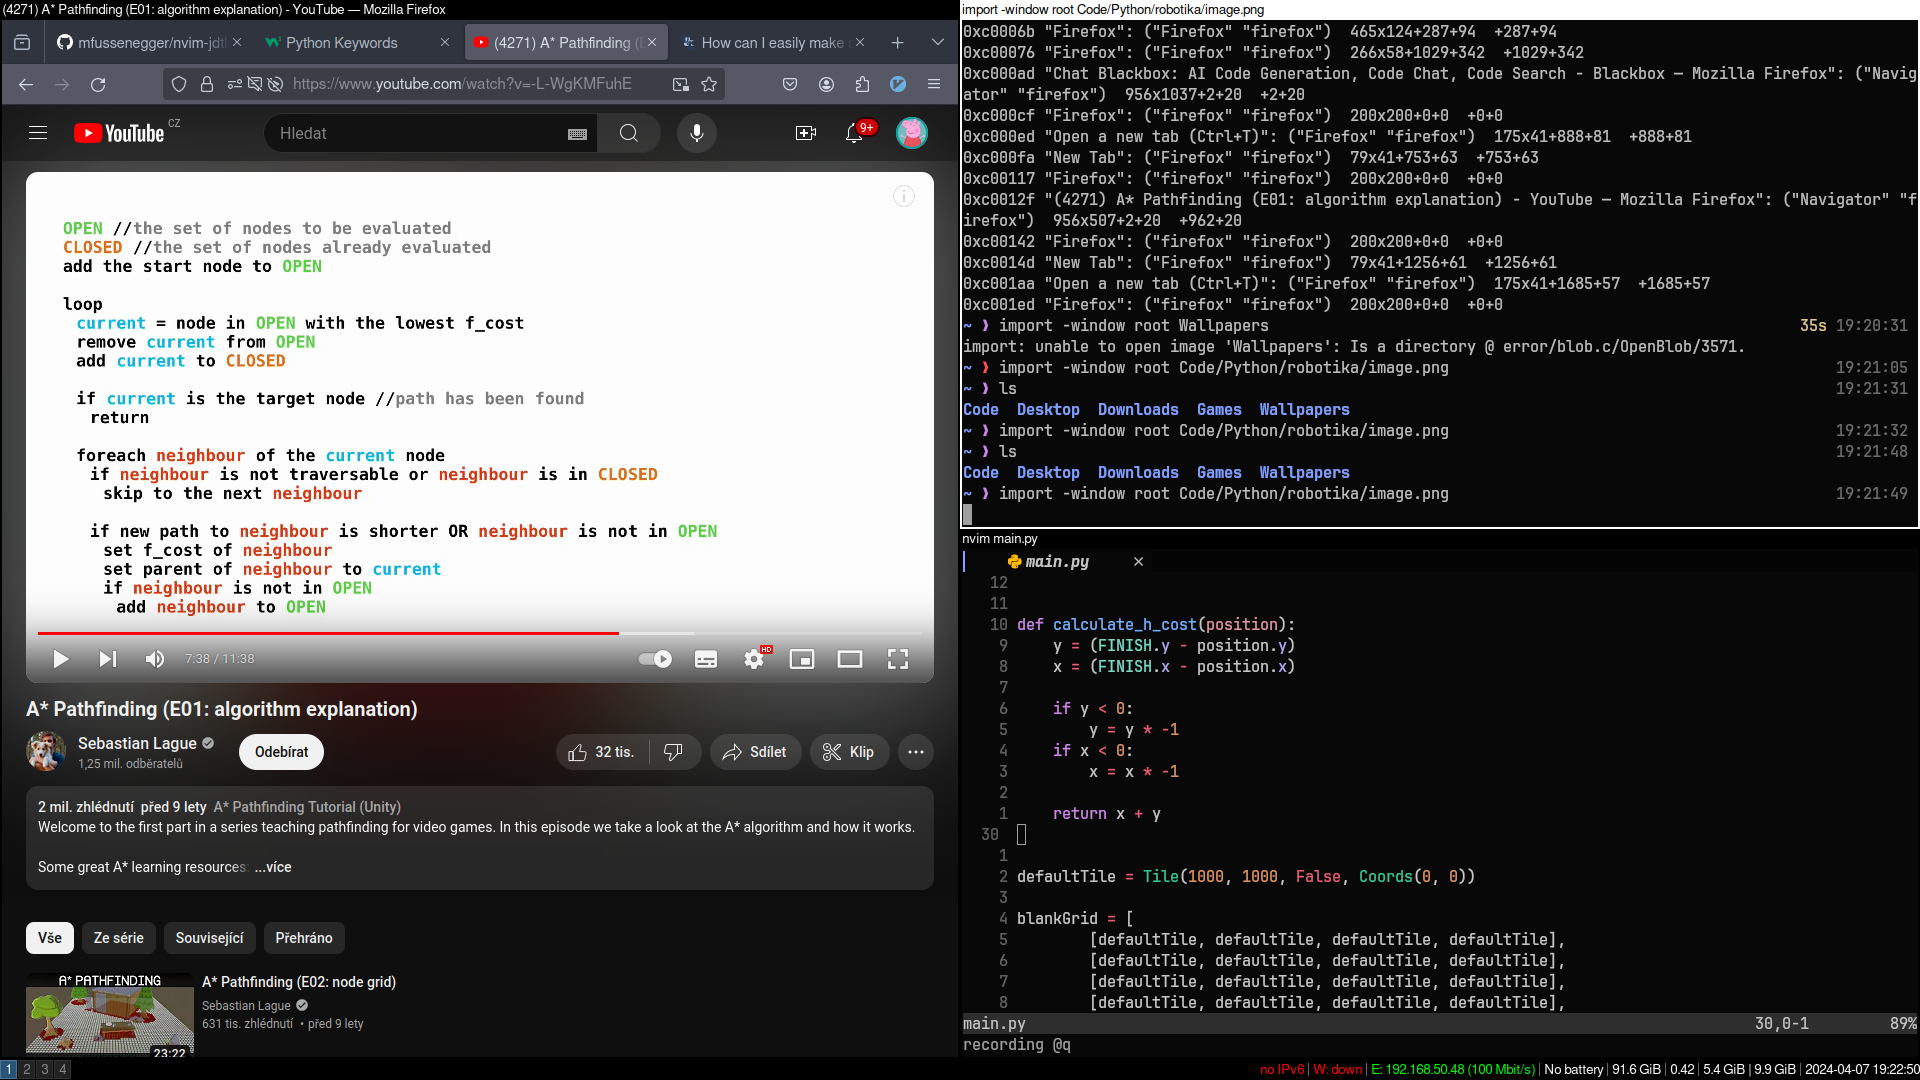 (4271) A* Pathfinding (E01: algorithm explanation) - YouTube — Mozilla Firefox
mfussenegger/nvim-jdt
Python Keywords
(4271) A* Pathfinding (E
How can I easily make s
https://www.youtube.com/watch?v=-L-WgKMFuhE
YouTube CZ
Hledat
9+
OPEN //the set of nodes to be evaluated
CLOSED //the set of nodes already evaluated
add the start node to OPEN
loop
current = node in OPEN with the lowest f_cost
remove current from OPEN
add current to CLOSED
if current is the target node //path has been found
return
foreach neighbour of the current node
if neighbour is not traversable or neighbour is in CLOSED
skip to the next neighbour
if new path to neighbour is shorter OR neighbour is not in OPEN
set f_cost of neighbour
set parent of neighbour to current
if neighbour is not in OPEN
add neighbour to OPEN
7:38 / 11:38
HD
A* Pathfinding (E01: algorithm explanation)
Sebastian Lague
1,25 mil. odběratelů
Odebírat
32 tis.
Sdílet
Klip
2 mil. zhlédnutí před 9 lety A* Pathfinding Tutorial (Unity)
Welcome to the first part in a series teaching pathfinding for video games. In this episode we take a look at the A* algorithm and how it works.
Some great A* learning resources: ...více
Vše
Ze série
Související
Přehráno
A* PATHFINDING
23:22
A* Pathfinding (E02: node grid)
Sebastian Lague
631 tis. zhlédnutí • před 9 lety
import -window root Code/Python/robotika/image.png
0xc0006b "Firefox": ("Firefox" "firefox")  465x124+287+94  +287+94
0xc00076 "Firefox": ("Firefox" "firefox")  266x58+1029+342  +1029+342
0xc000ad "Chat Blackbox: AI Code Generation, Code Chat, Code Search - Blackbox — Mozilla Firefox": ("Navig
ator" "firefox")  956x1037+2+20  +2+20
0xc000cf "Firefox": ("Firefox" "firefox")  200x200+0+0  +0+0
0xc000ed "Open a new tab (Ctrl+T)": ("Firefox" "firefox")  175x41+888+81  +888+81
0xc000fa "New Tab": ("Firefox" "firefox")  79x41+753+63  +753+63
0xc00117 "Firefox": ("Firefox" "firefox")  200x200+0+0  +0+0
0xc0012f "(4271) A* Pathfinding (E01: algorithm explanation) - YouTube — Mozilla Firefox": ("Navigator" "f
irefox")  956x507+2+20  +962+20
0xc00142 "Firefox": ("firefox" "firefox")  200x200+0+0  +0+0
0xc0014d "New Tab": ("Firefox" "firefox")  79x41+1256+61  +1256+61
0xc001aa "Open a new tab (Ctrl+T)": ("Firefox" "firefox")  175x41+1685+57  +1685+57
0xc001ed "Firefox": ("Firefox" "firefox")  200x200+0+0  +0+0
~ ❯ import -window root Wallpapers 35s 19:20:31
import: unable to open image 'Wallpapers': Is a directory @ error/blob.c/OpenBlob/3571.
~ ❯ import -window root Code/Python/robotika/image.png 19:21:05
~ ❯ ls 19:21:31
Code  Desktop  Downloads  Games  Wallpapers
~ ❯ import -window root Code/Python/robotika/image.png 19:21:32
~ ❯ ls 19:21:48
Code  Desktop  Downloads  Games  Wallpapers
~ ❯ import -window root Code/Python/robotika/image.png 19:21:49
nvim main.py
main.py
12
11
10 def calculate_h_cost(position):
9 y = (FINISH.y - position.y)
8 x = (FINISH.x - position.x)
7
6 if y < 0:
5 y = y * -1
4 if x < 0:
3 x = x * -1
2
1 return x + y
30
1
2 defaultTile = Tile(1000, 1000, False, Coords(0, 0))
3
4 blankGrid = [
5 [defaultTile, defaultTile, defaultTile, defaultTile],
6 [defaultTile, defaultTile, defaultTile, defaultTile],
7 [defaultTile, defaultTile, defaultTile, defaultTile],
8 [defaultTile, defaultTile, defaultTile, defaultTile],
main.py 30,0-1 89%
recording @q
1 2 3 4
no IPv6 | W: down | E: 192.168.50.48 (100 Mbit/s) | No battery | 91.6 GiB | 0.42 | 5.4 GiB | 9.9 GiB | 2024-04-07 19:22:50